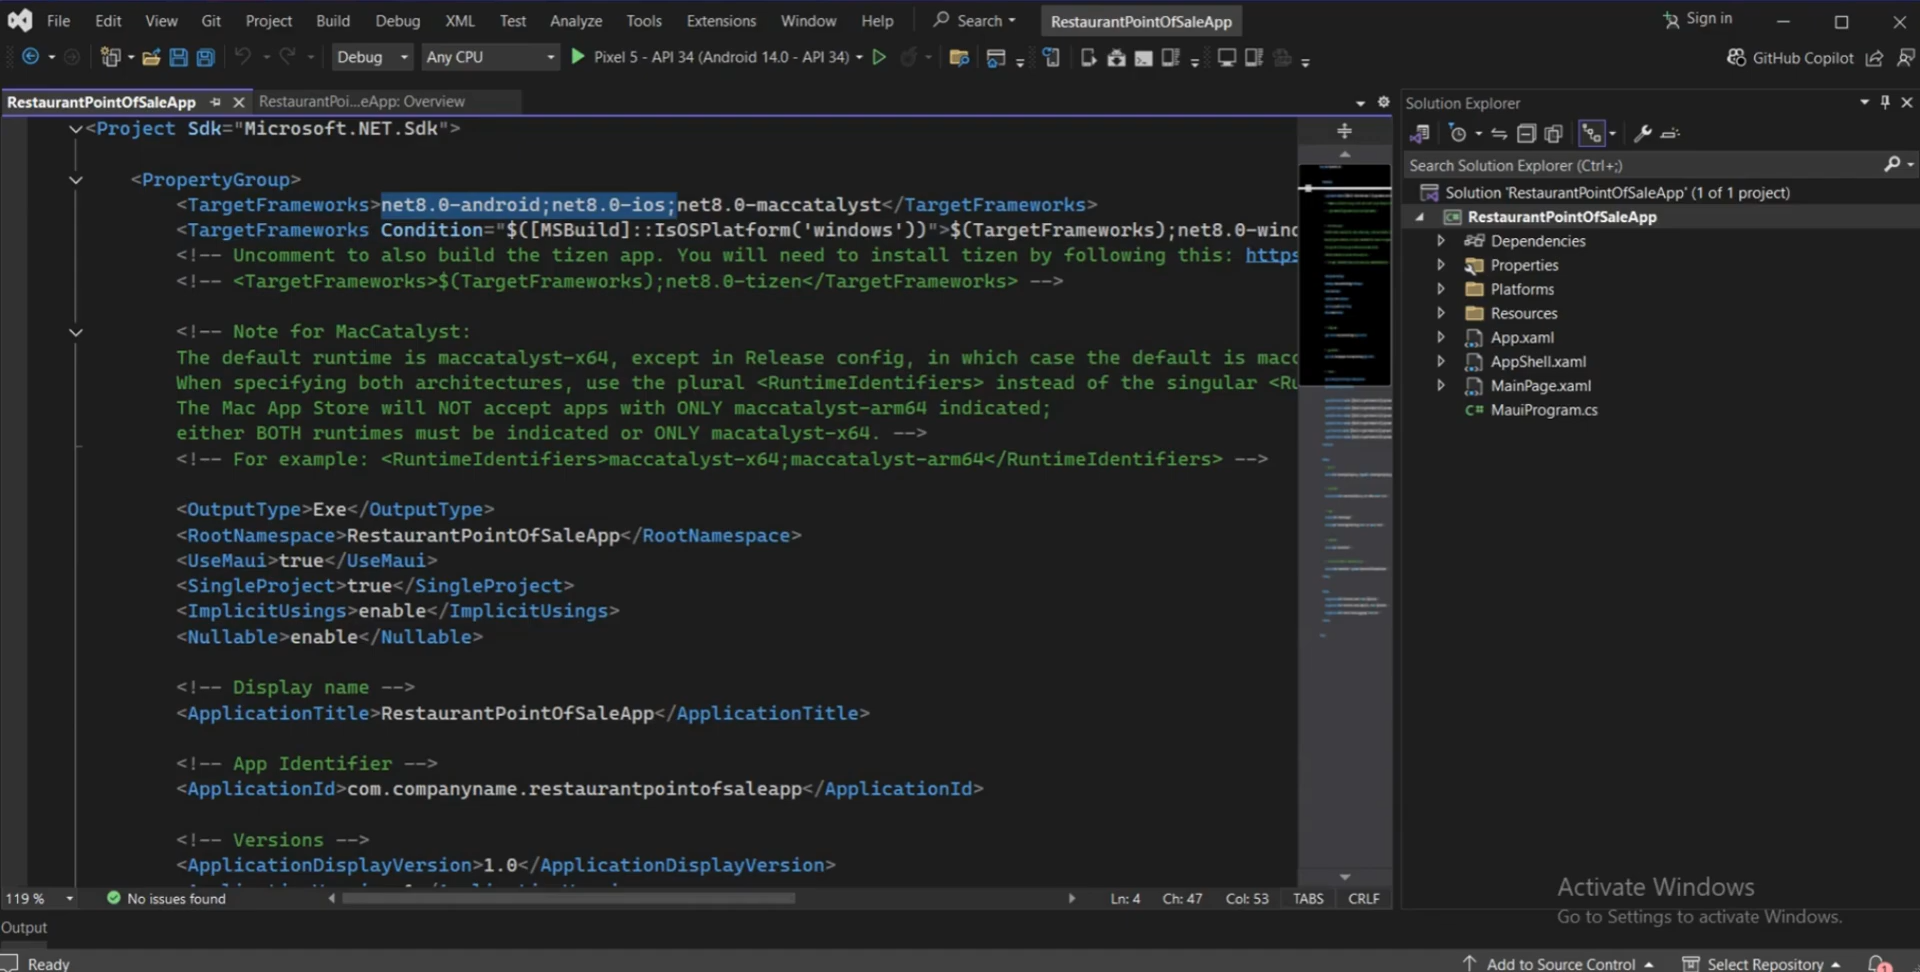 File Edit View Git Project Build Debug XML Test Analyze Tools Extensions Window Help Search RestaurantPointOfSaleApp Sign in
Debug Any CPU Pixel 5 - API 34 (Android 14.0 - API 34) GitHub Copilot
RestaurantPointOfSaleApp RestaurantPoi...eApp: Overview
<Project Sdk="Microsoft.NET.Sdk">
<PropertyGroup>
<TargetFrameworks>net8.0-android;net8.0-ios;net8.0-maccatalyst</TargetFrameworks>
<TargetFrameworks Condition="$([MSBuild]::IsOSPlatform('windows'))">$(TargetFrameworks);net8.0-wind
<!-- Uncomment to also build the tizen app. You will need to install tizen by following this: https
<!-- <TargetFrameworks>$(TargetFrameworks);net8.0-tizen</TargetFrameworks> -->
<!-- Note for MacCatalyst:
The default runtime is maccatalyst-x64, except in Release config, in which case the default is macc
When specifying both architectures, use the plural <RuntimeIdentifiers> instead of the singular <Ru
The Mac App Store will NOT accept apps with ONLY maccatalyst-arm64 indicated;
either BOTH runtimes must be indicated or ONLY macatalyst-x64. -->
<!-- For example: <RuntimeIdentifiers>maccatalyst-x64;maccatalyst-arm64</RuntimeIdentifiers> -->
<OutputType>Exe</OutputType>
<RootNamespace>RestaurantPointOfSaleApp</RootNamespace>
<UseMaui>true</UseMaui>
<SingleProject>true</SingleProject>
<ImplicitUsings>enable</ImplicitUsings>
<Nullable>enable</Nullable>
<!-- Display name -->
<ApplicationTitle>RestaurantPointOfSaleApp</ApplicationTitle>
<!-- App Identifier -->
<ApplicationId>com.companyname.restaurantpointofsaleapp</ApplicationId>
<!-- Versions -->
<ApplicationDisplayVersion>1.0</ApplicationDisplayVersion>
119 % No issues found Ln: 4 Ch: 47 Col: 53 TABS CRLF
Output
Ready Add to Source Control Select Repository
Solution Explorer
Search Solution Explorer (Ctrl+;)
Solution 'RestaurantPointOfSaleApp' (1 of 1 project)
RestaurantPointOfSaleApp
Dependencies
Properties
Platforms
Resources
App.xaml
AppShell.xaml
MainPage.xaml
C# MauiProgram.cs
Activate Windows
Go to Settings to activate Windows.